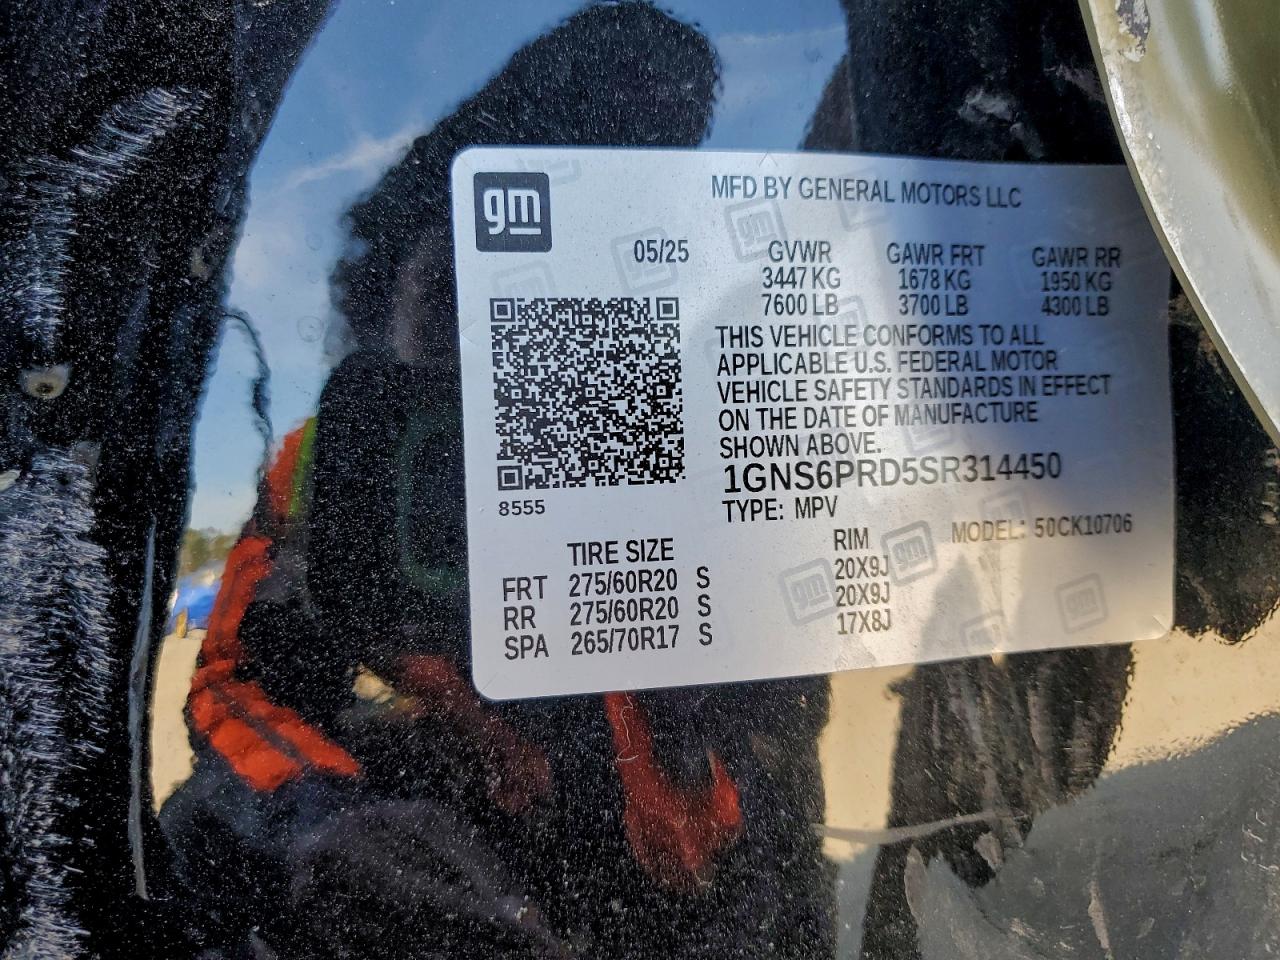 gm
MFD BY GENERAL MOTORS LLC
05/25 GVWR GAWR FRT GAWR RR
3447 KG 1678 KG 1950 KG
7600 LB 3700 LB 4300 LB
THIS VEHICLE CONFORMS TO ALL
APPLICABLE U.S. FEDERAL MOTOR
VEHICLE SAFETY STANDARDS IN EFFECT
ON THE DATE OF MANUFACTURE
SHOWN ABOVE.
1GNS6PRD5SR314450
8555
TYPE: MPV
MODEL: 50CK10706
TIRE SIZE RIM
FRT 275/60R20 S 20X9J
RR 275/60R20 S 20X9J
SPA 265/70R17 S 17X8J